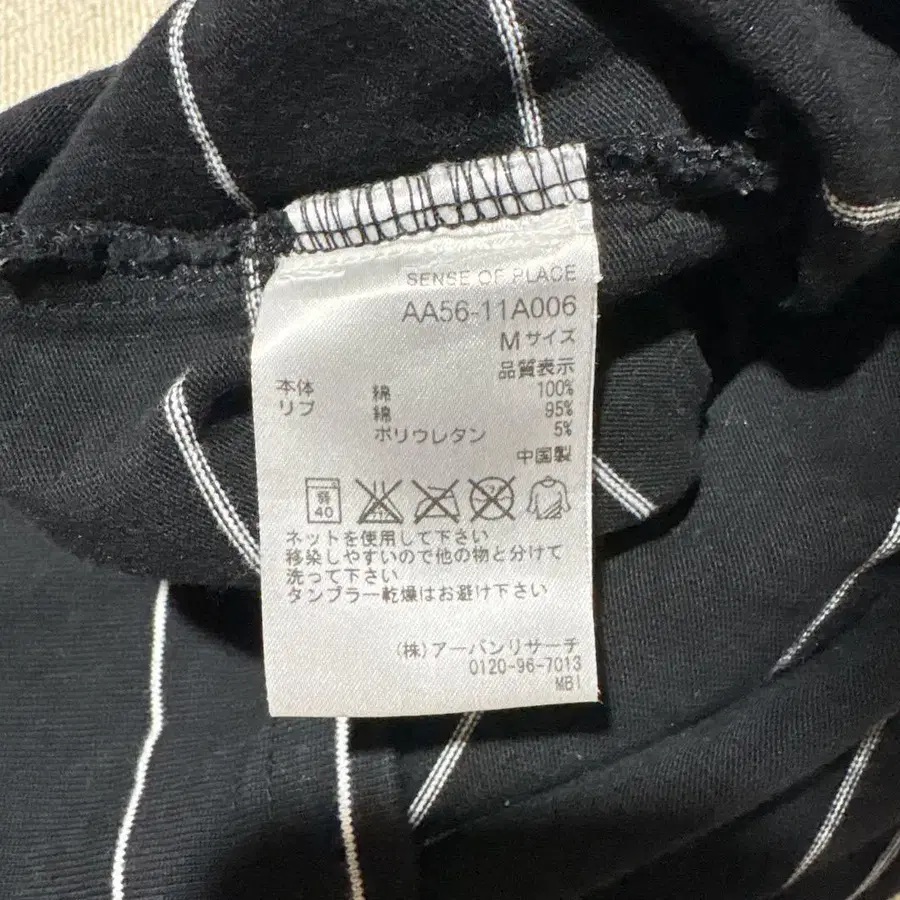 SENSE OF PLACE
AA56-11A006
Mサイズ
品質表示
本体 綿 100%
リブ 綿 95%
ポリウレタン 5%
中国製
弱 40
ネットを使用して下さい
移染しやすいので他の物と分けて
洗って下さい
タンブラー乾燥はお避け下さい
(株)アーバンリサーチ
0120-96-7013
MBI